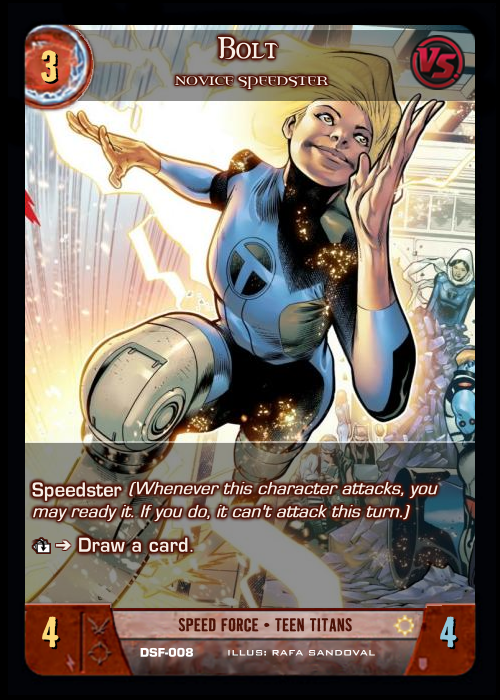 3
Bolt
VS
NOVICE SPEEDSTER
Speedster (Whenever this character attacks, you
may ready it. If you do, it can't attack this turn.)
→ Draw a card.
4
SPEED FORCE • TEEN TITANS
4
DSF-008 ILLUS: RAFA SANDOVAL